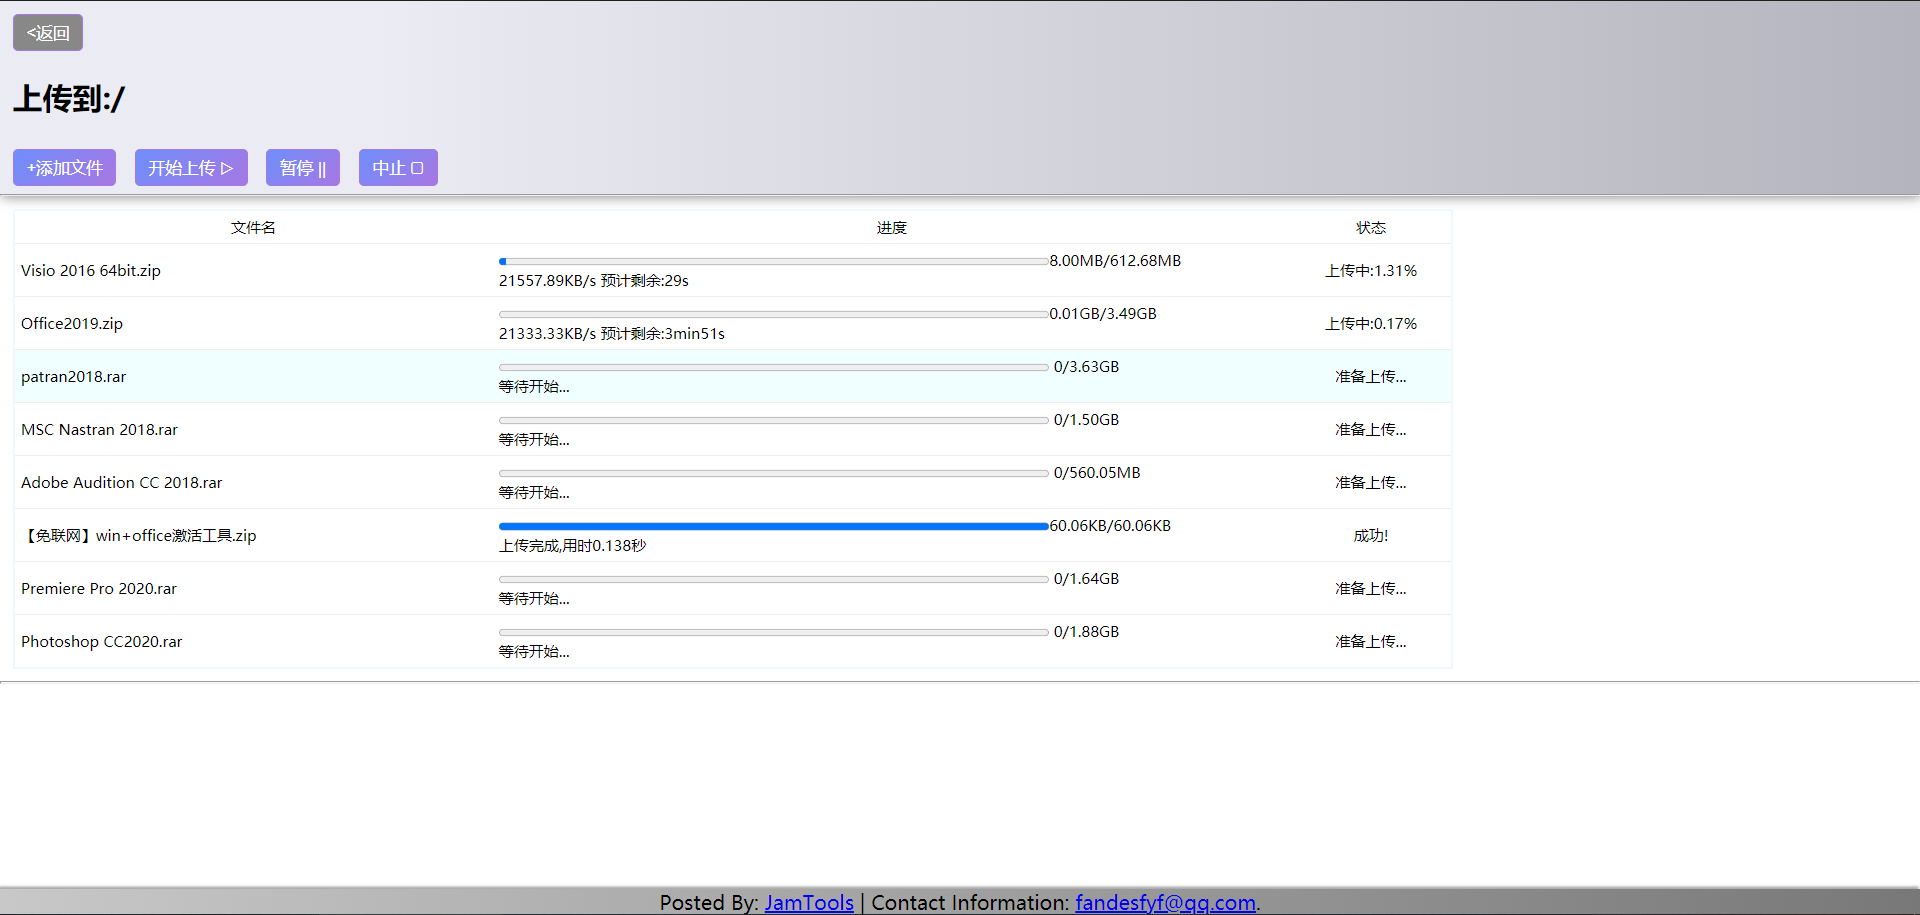 <返回
上传到:/
+添加文件 开始上传 ▷ 暂停 || 中止 ▢
文件名 进度 状态
Visio 2016 64bit.zip 8.00MB/612.68MB 上传中:1.31%
21557.89KB/s 预计剩余:29s
Office2019.zip 0.01GB/3.49GB 上传中:0.17%
21333.33KB/s 预计剩余:3min51s
patran2018.rar 0/3.63GB 准备上传...
等待开始...
MSC Nastran 2018.rar 0/1.50GB 准备上传...
等待开始...
Adobe Audition CC 2018.rar 0/560.05MB 准备上传...
等待开始...
【免联网】win+office激活工具.zip 60.06KB/60.06KB 成功!
上传完成,用时0.138秒
Premiere Pro 2020.rar 0/1.64GB 准备上传...
等待开始...
Photoshop CC2020.rar 0/1.88GB 准备上传...
等待开始...
Posted By: JamTools | Contact Information: fandesfyf@qq.com.